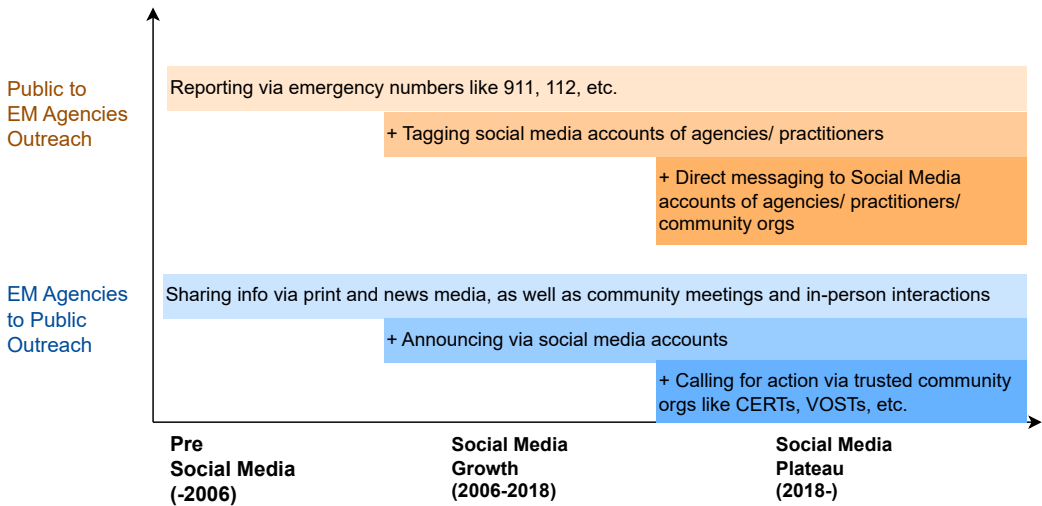 Public to
EM Agencies
Outreach
Reporting via emergency numbers like 911, 112, etc.
+ Tagging social media accounts of agencies/ practitioners
+ Direct messaging to Social Media
accounts of agencies/ practitioners/
community orgs
EM Agencies
to Public
Outreach
Sharing info via print and news media, as well as community meetings and in-person interactions
+ Announcing via social media accounts
+ Calling for action via trusted community
orgs like CERTs, VOSTs, etc.
Pre
Social Media
(-2006)
Social Media
Growth
(2006-2018)
Social Media
Plateau
(2018-)